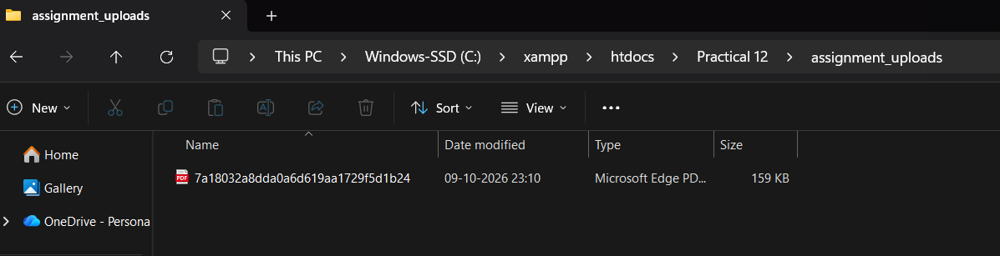 assignment_uploads
This PC > Windows-SSD (C:) > xampp > htdocs > Practical 12 > assignment_uploads
New Sort View
Name Date modified Type Size
Home
PDF 7a18032a8dda0a6d619aa1729f5d1b24 09-10-2026 23:10 Microsoft Edge PD... 159 KB
Gallery
OneDrive - Persona